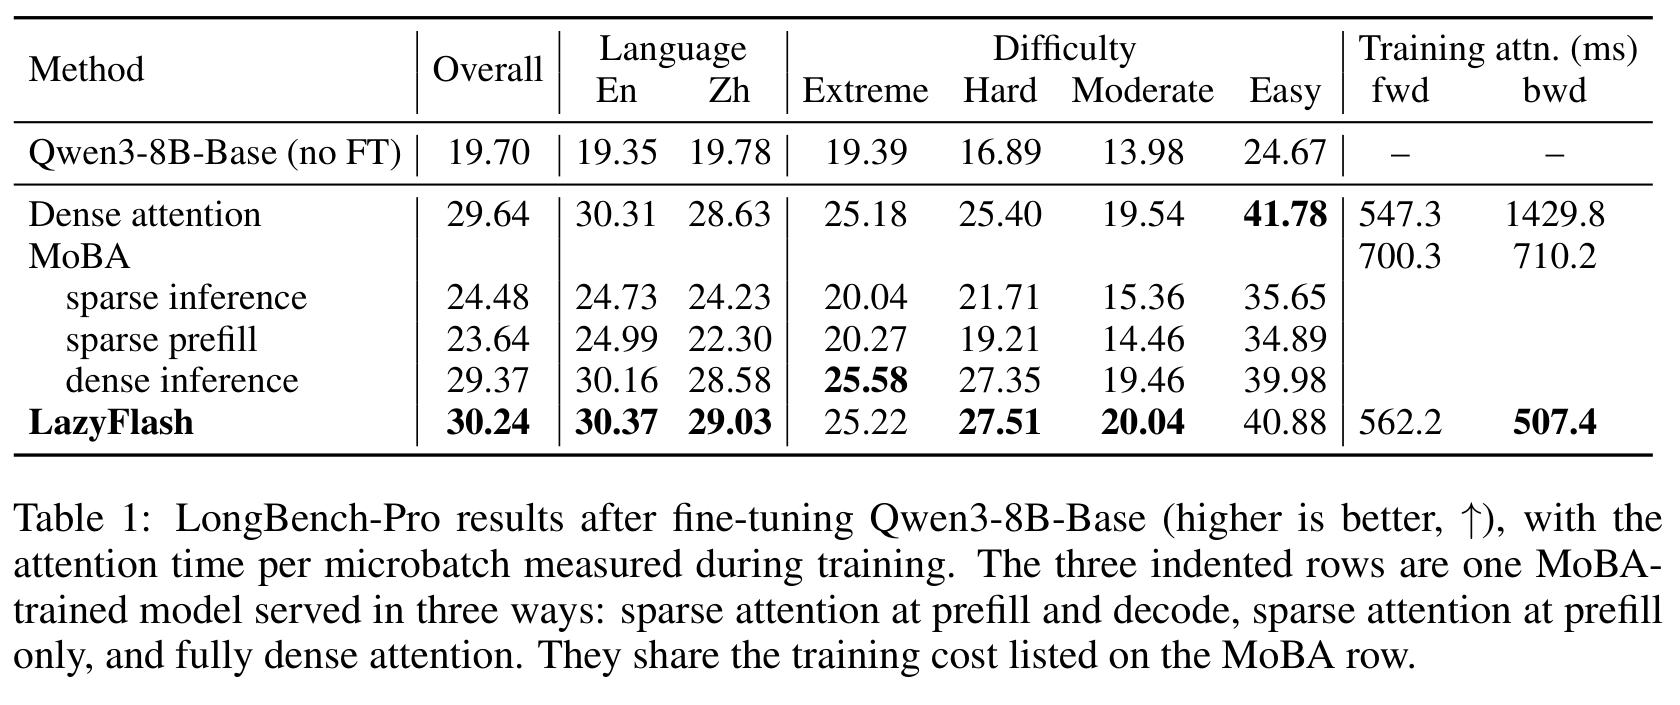 Method Overall Language Difficulty Training attn. (ms)
En Zh Extreme Hard Moderate Easy fwd bwd
Qwen3-8B-Base (no FT) 19.70 19.35 19.78 19.39 16.89 13.98 24.67 – –
Dense attention 29.64 30.31 28.63 25.18 25.40 19.54 41.78 547.3 1429.8
MoBA 700.3 710.2
sparse inference 24.48 24.73 24.23 20.04 21.71 15.36 35.65
sparse prefill 23.64 24.99 22.30 20.27 19.21 14.46 34.89
dense inference 29.37 30.16 28.58 25.58 27.35 19.46 39.98
LazyFlash 30.24 30.37 29.03 25.22 27.51 20.04 40.88 562.2 507.4
Table 1: LongBench-Pro results after fine-tuning Qwen3-8B-Base (higher is better, ↑), with the
attention time per microbatch measured during training. The three indented rows are one MoBA-
trained model served in three ways: sparse attention at prefill and decode, sparse attention at prefill
only, and fully dense attention. They share the training cost listed on the MoBA row.